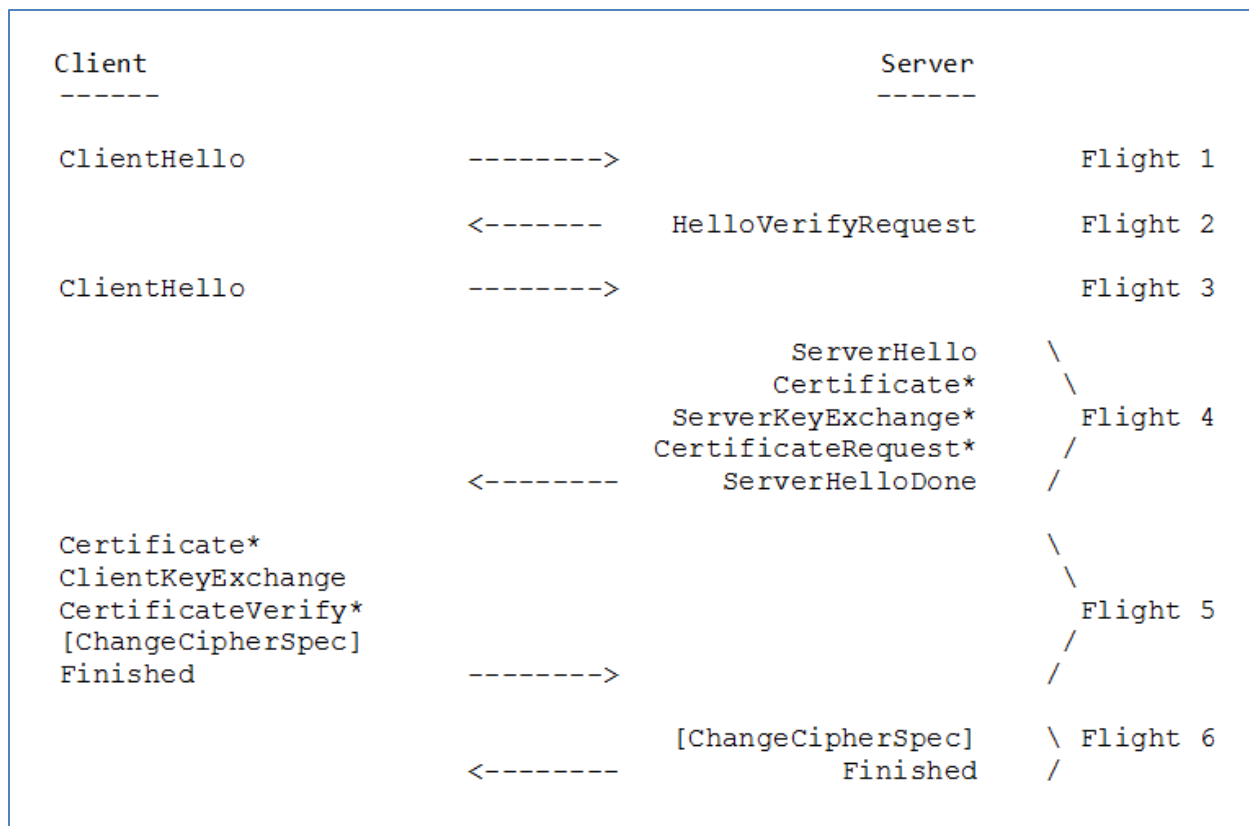 Client Server
------ ------
ClientHello --------> Flight 1
<------- HelloVerifyRequest Flight 2
ClientHello --------> Flight 3
ServerHello \
Certificate* \
ServerKeyExchange* Flight 4
CertificateRequest* /
<-------- ServerHelloDone /
Certificate* \
ClientKeyExchange \
CertificateVerify* Flight 5
[ChangeCipherSpec] /
Finished --------> /
[ChangeCipherSpec] \ Flight 6
<-------- Finished /